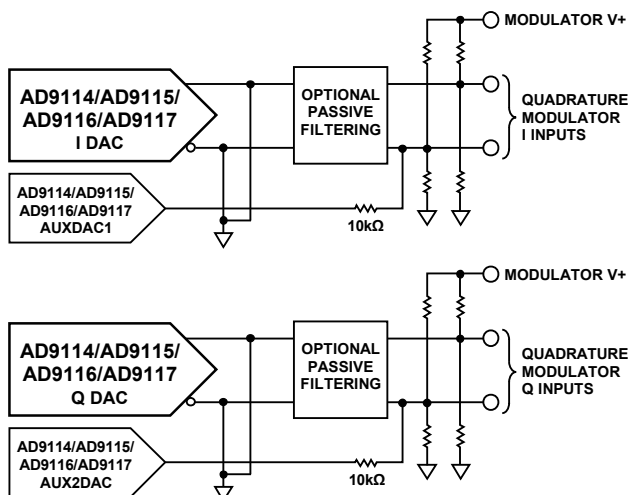 MODULATOR V+
AD9114/AD9115/
AD9116/AD9117
I DAC
OPTIONAL
PASSIVE
FILTERING
QUADRATURE
MODULATOR
I INPUTS
AD9114/AD9115/
AD9116/AD9117
AUXDAC1
10kΩ
MODULATOR V+
AD9114/AD9115/
AD9116/AD9117
Q DAC
OPTIONAL
PASSIVE
FILTERING
QUADRATURE
MODULATOR
Q INPUTS
AD9114/AD9115/
AD9116/AD9117
AUX2DAC
10kΩ